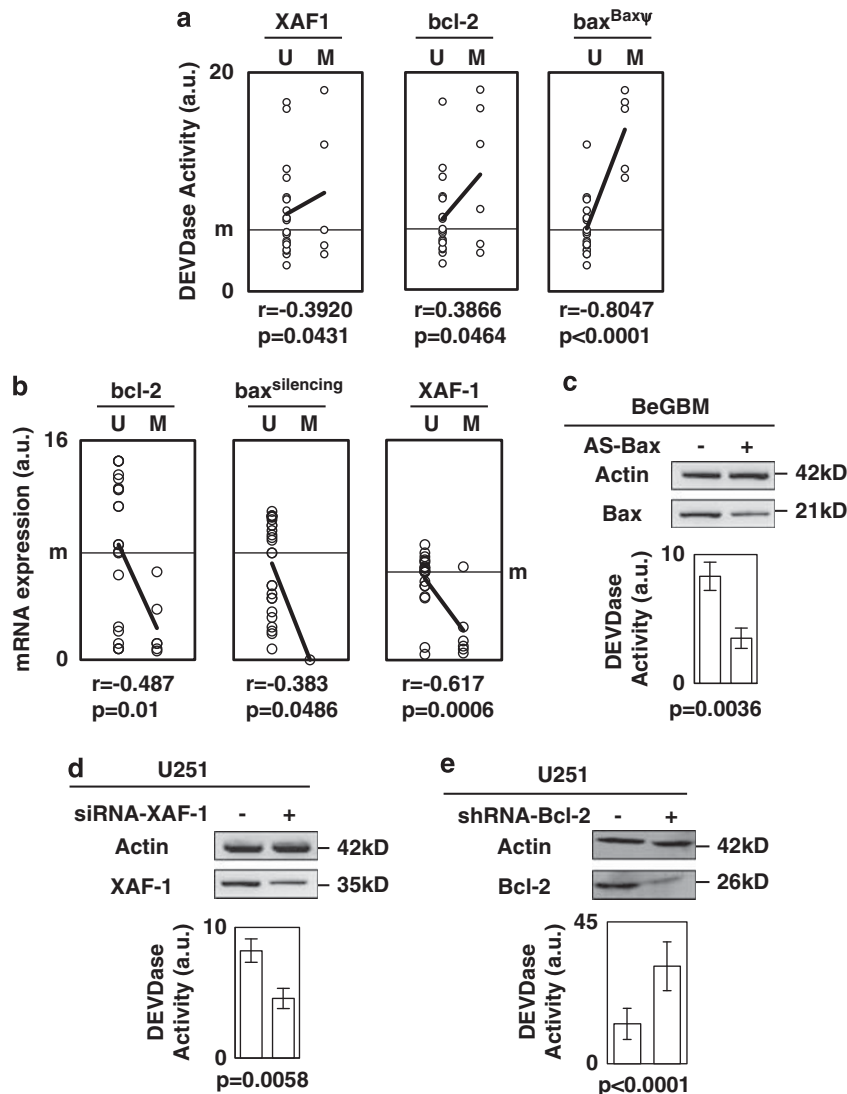 a
XAF1 bcl-2 bax^Baxψ
U M U M U M
DEVDase Activity (a.u.)
20
m
0
r=-0.3920 r=0.3866 r=-0.8047
p=0.0431 p=0.0464 p<0.0001
b
bcl-2 bax^silencing XAF-1
U M U M U M
mRNA expression (a.u.)
16
m
m
0
r=-0.487 r=-0.383 r=-0.617
p=0.01 p=0.0486 p=0.0006
c
BeGBM
AS-Bax - +
Actin 42kD
Bax 21kD
DEVDase
Activity (a.u.)
10
0
p=0.0036
d
U251
siRNA-XAF-1 - +
Actin 42kD
XAF-1 35kD
DEVDase
Activity (a.u.)
10
0
p=0.0058
e
U251
shRNA-Bcl-2 - +
Actin 42kD
Bcl-2 26kD
DEVDase
Activity (a.u.)
45
0
p<0.0001